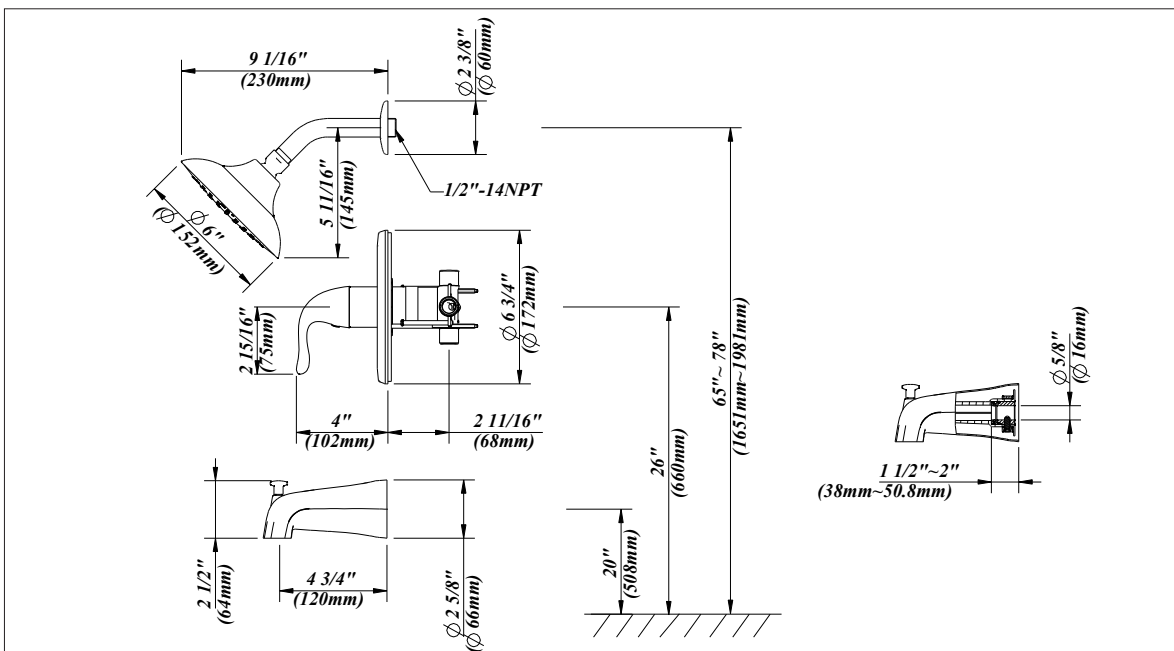 9 1/16"
(230mm)
∅ 2 3/8"
(∅ 60mm)
5 11/16"
(145mm)
1/2"-14NPT
∅ 6"
(∅ 152mm)
2 15/16"
(75mm)
∅ 6 3/4"
(∅ 172mm)
4"
(102mm)
2 11/16"
(68mm)
65"~ 78"
(1651mm~1981mm)
26"
(660mm)
20"
(508mm)
2 1/2"
(64mm)
4 3/4"
(120mm)
∅ 2 5/8"
∅ 66mm)
∅ 5/8"
(∅ 16mm)
1 1/2"~2"
(38mm~50.8mm)